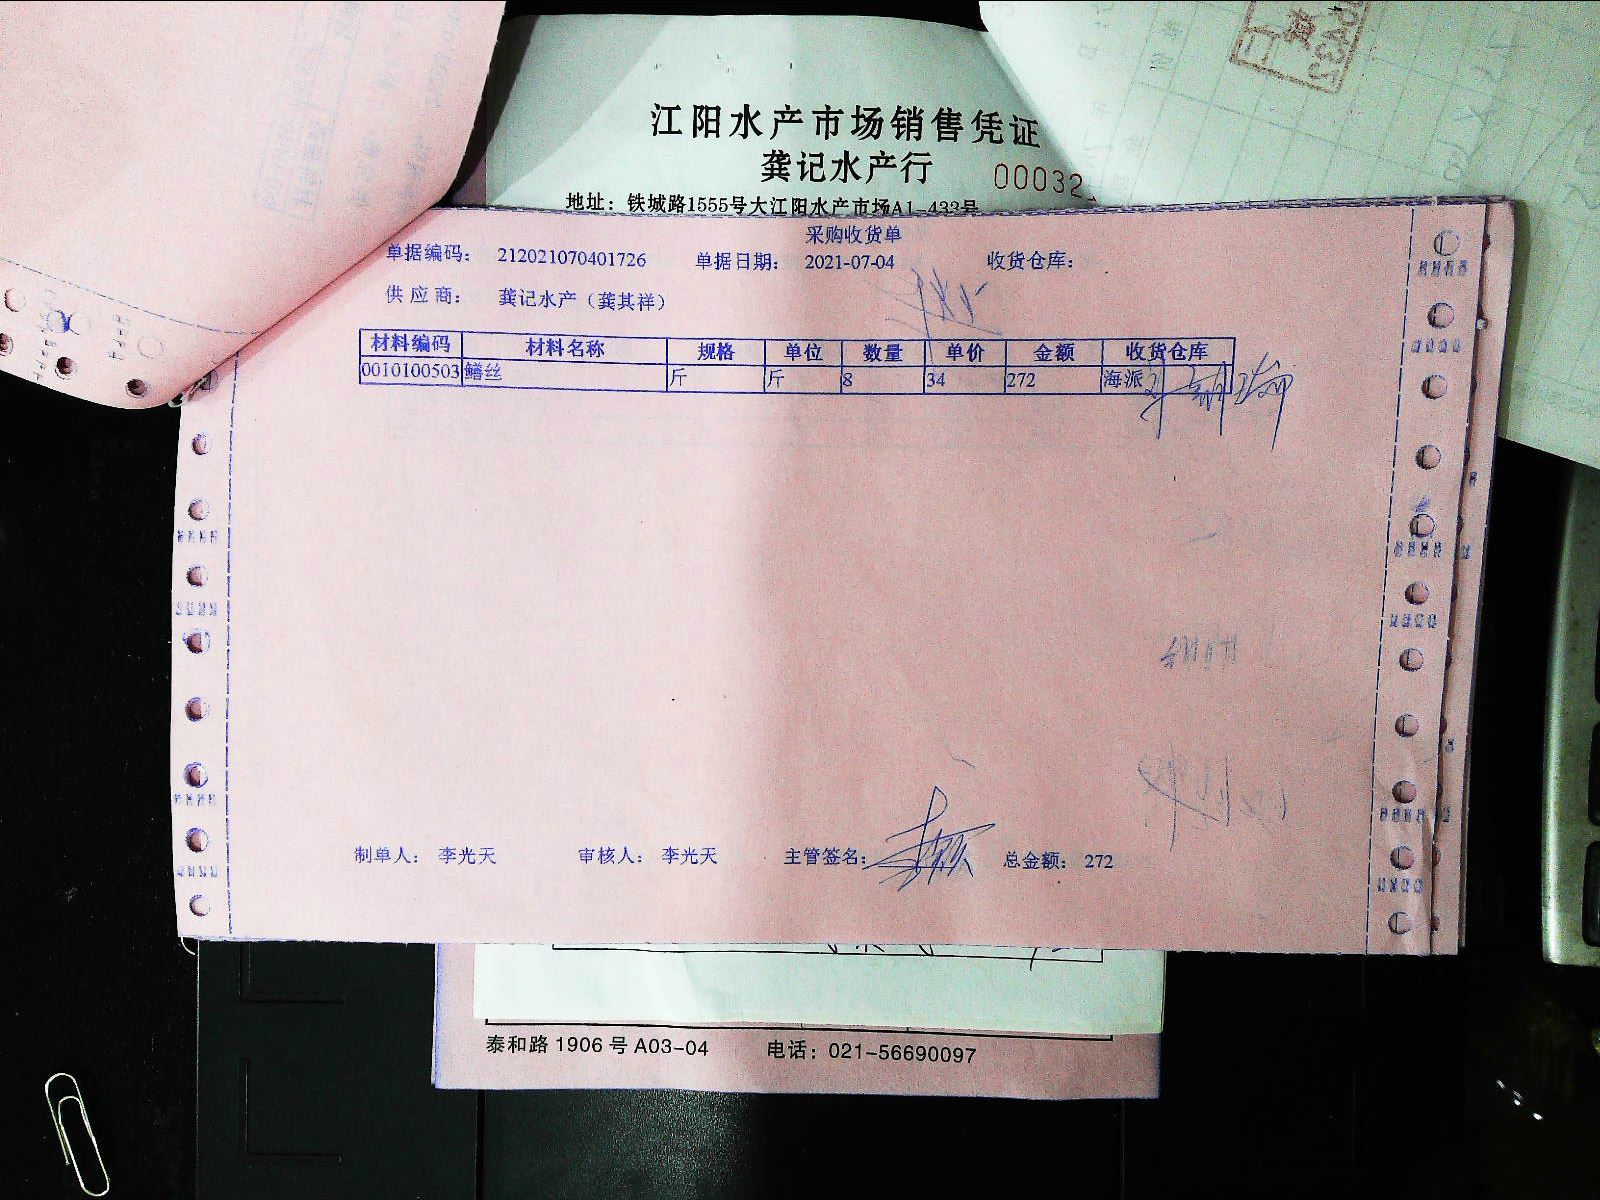 江阳水产市场销售凭证
龚记水产行 00032
地址：铁城路1555号大江阳水产市场A1-433号
采购收货单
单据编码： 212021070401726 单据日期： 2021-07-04 收货仓库：
供应商： 龚记水产（龚其祥）
材料编码 材料名称 规格 单位 数量 单价 金额 收货仓库
0010100503 鳝丝 斤 斤 8 34 272 海派
制单人： 李光天 审核人： 李光天 主管签名： 总金额： 272
泰和路 1906 号 A03-04 电话：021-56690097